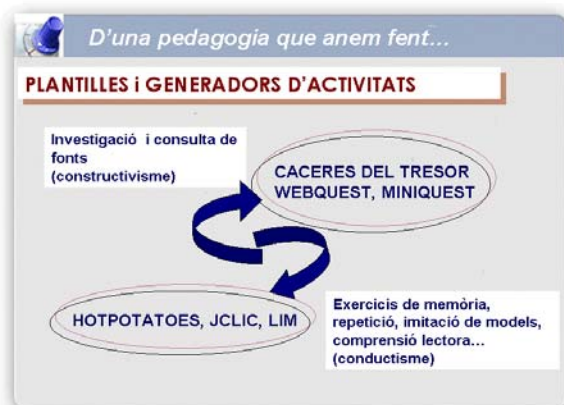 D'una pedagogia que anem fent...
PLANTILLES i GENERADORS D'ACTIVITATS
Investigació i consulta de
fonts
(constructivisme)
CACERES DEL TRESOR
WEBQUEST, MINIQUEST
HOTPOTATOES, JCLIC, LIM
Exercicis de memòria,
repetició, imitació de models,
comprensió lectora...
(conductisme)